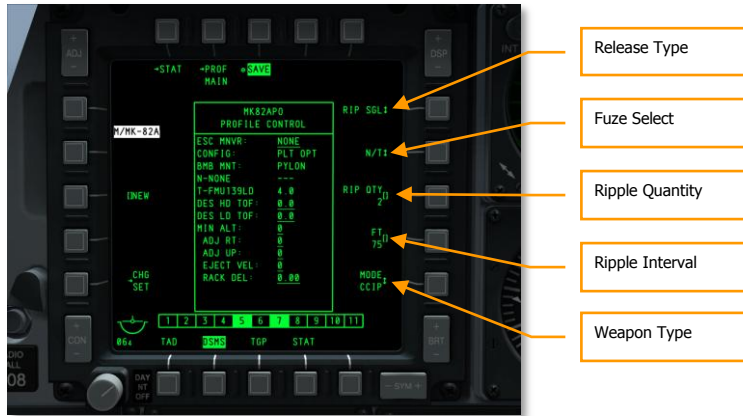 ADJ
DSP
INT
→STAT →PROF MAIN SAVE
M/MK-82A
MK82APO
PROFILE CONTROL
ESC MNVR: NONE
CONFIG: PLT OPT
BMB MNT: PYLON
N-NONE ---
T-FMU139LD 4.0
DES HD TOF: 0.0
DES LD TOF: 0.0
MIN ALT: 0
ADJ RT: 0
ADJ UP: 0
EJECT VEL: 0
RACK DEL: 0.00
[]NEW
→CHG SET
RIP SGL↕
N/T↕
RIP QTY
2[]
FT
75[]
MODE
CCIP↕
Release Type
Fuze Select
Ripple Quantity
Ripple Interval
Weapon Type
1 2 3 4 5 6 7 8 9 10 11
CON
BRT
TAD DSMS TGP STAT
DAY
NT
OFF
- SYM +
08